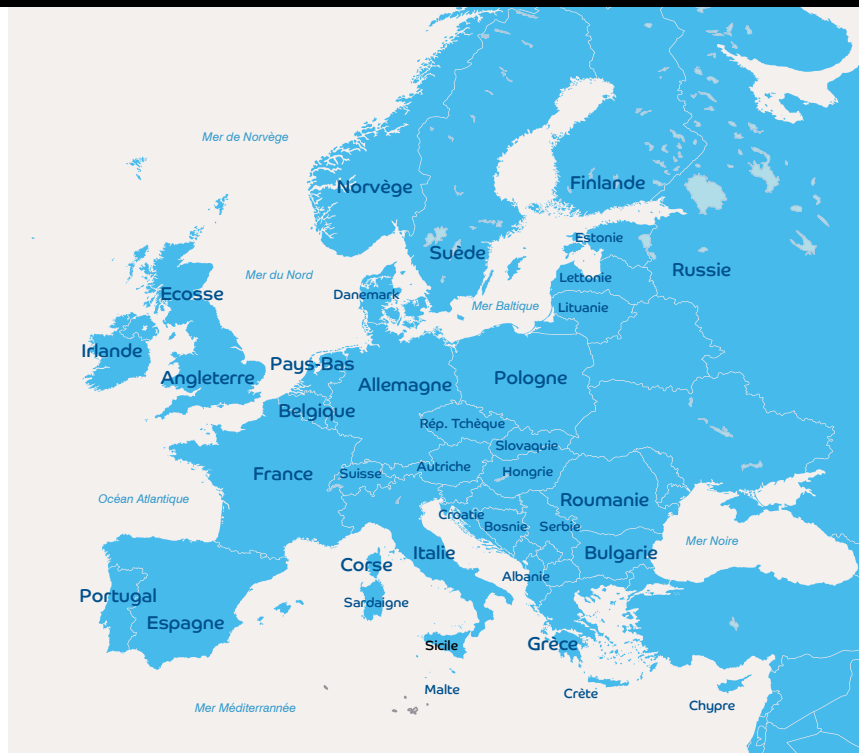 Mer de Norvège
Norvège
Finlande
Estonie
Suède
Russie
Mer du Nord
Lettonie
Ecosse
Danemark
Mer Baltique
Lituanie
Irlande
Pays-Bas
Angleterre
Allemagne
Pologne
Belgique
Rép. Tchèque
Slovaquie
France
Suisse
Autriche
Hongrie
Océan Atlantique
Roumanie
Croatie
Bosnie
Serbie
Mer Noire
Italie
Bulgarie
Corse
Albanie
Portugal
Sardaigne
Espagne
Sicile
Grèce
Malte
Crète
Chypre
Mer Méditerrannée